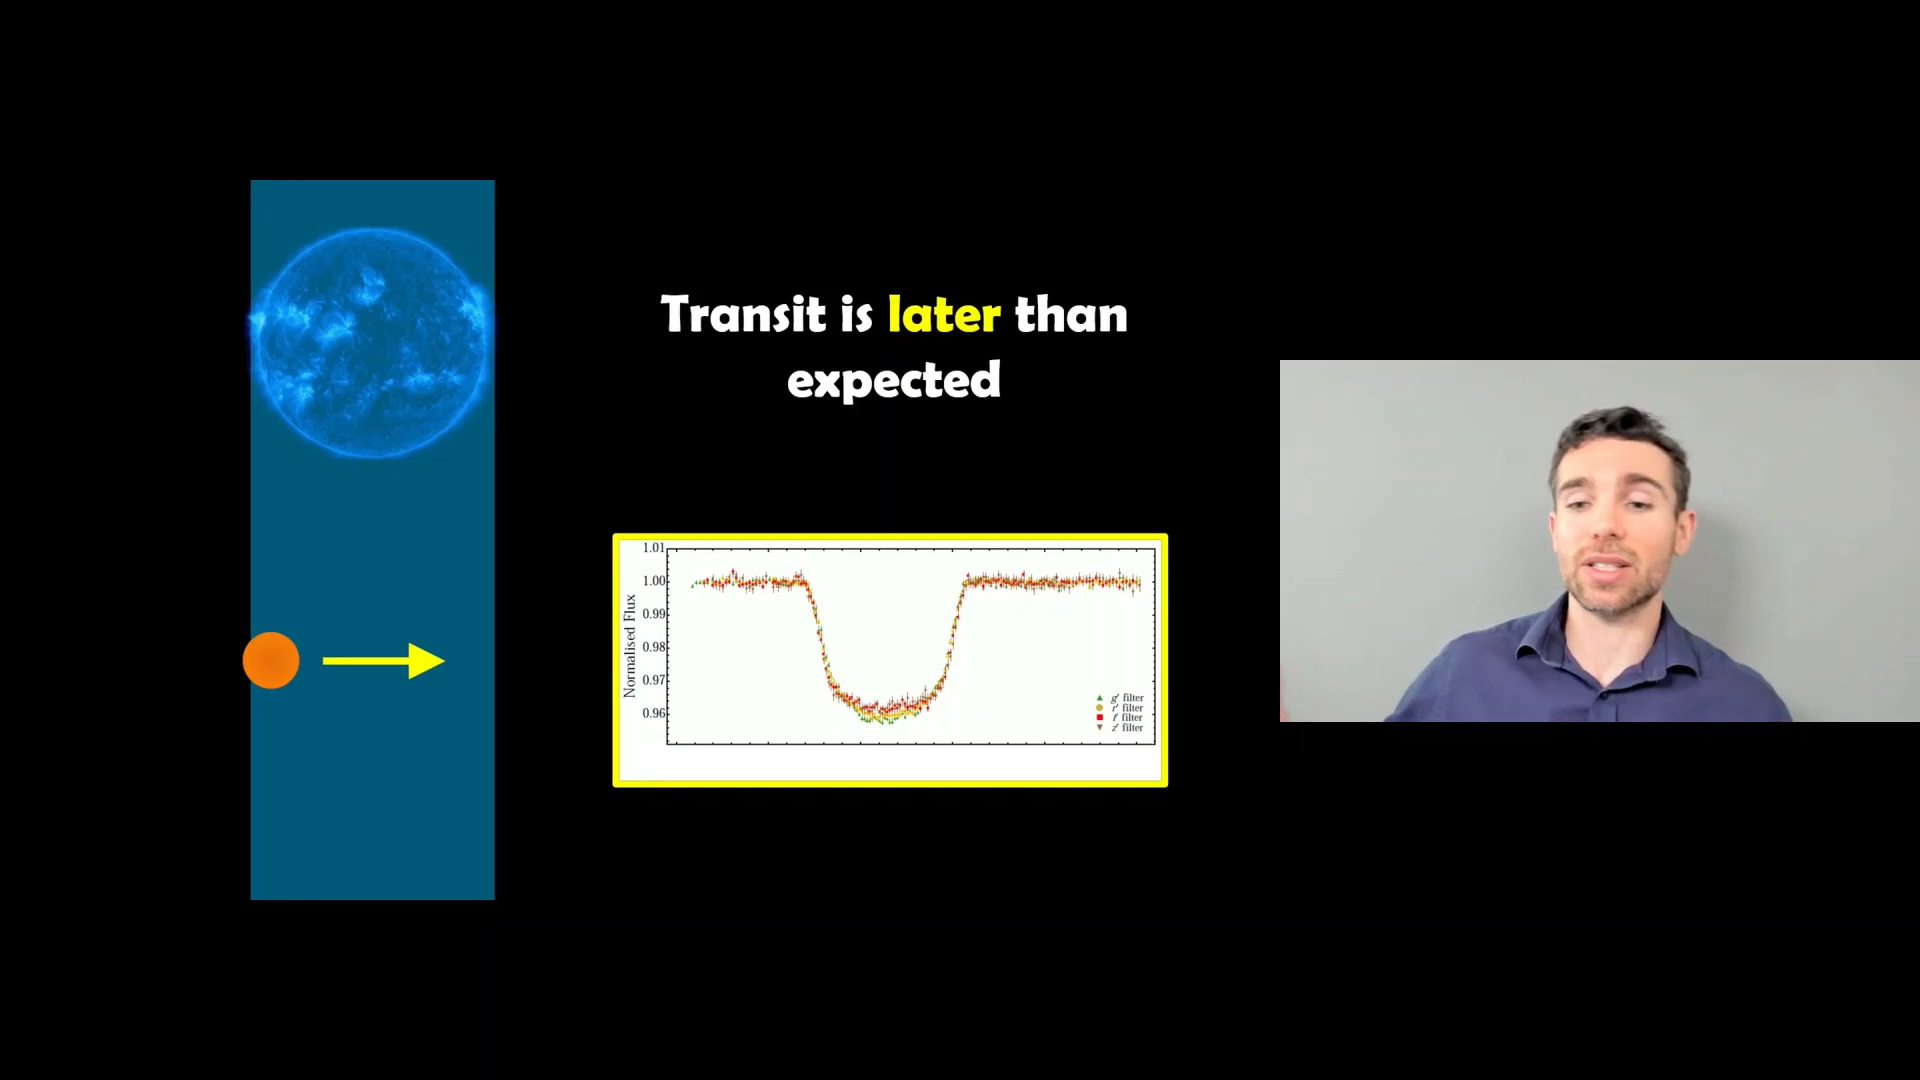 Transit is later than
expected
1.01
1.00
0.99
0.98
0.97
0.96
Normalised Flux
g′ filter
r′ filter
i′ filter
z′ filter